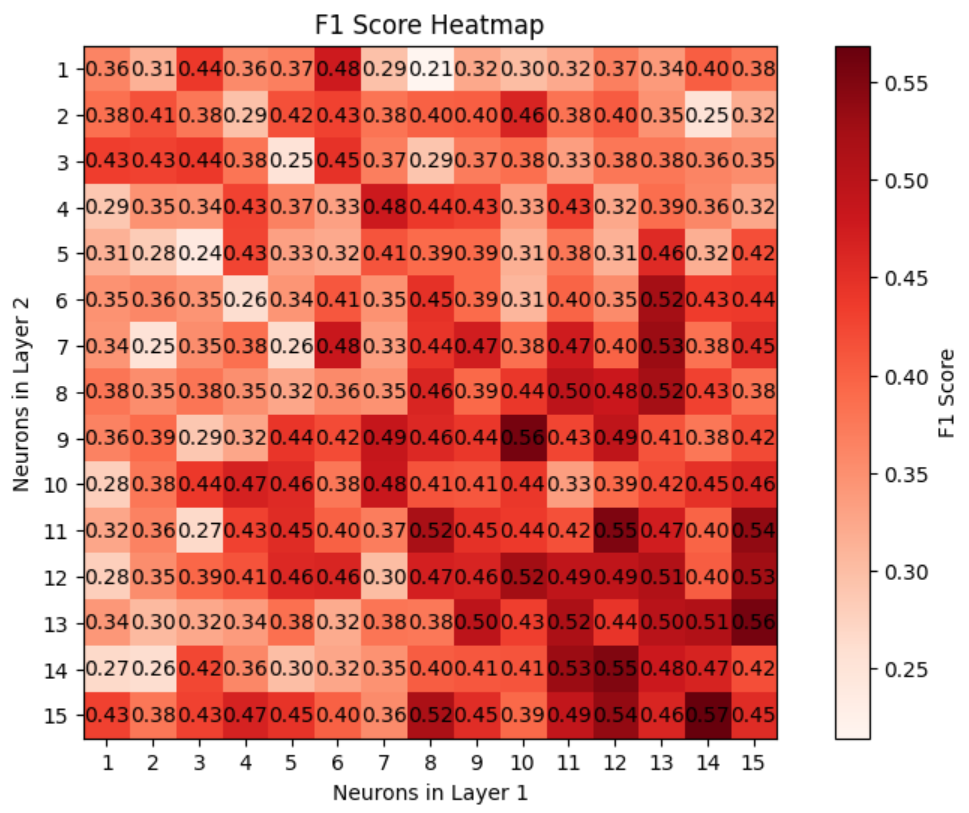 F1 Score Heatmap
1 0.36 0.31 0.44 0.36 0.37 0.48 0.29 0.21 0.32 0.30 0.32 0.37 0.34 0.40 0.38
2 0.38 0.41 0.38 0.29 0.42 0.43 0.38 0.40 0.40 0.46 0.38 0.40 0.35 0.25 0.32
3 0.43 0.43 0.44 0.38 0.25 0.45 0.37 0.29 0.37 0.38 0.33 0.38 0.38 0.36 0.35
4 0.29 0.35 0.34 0.43 0.37 0.33 0.48 0.44 0.43 0.33 0.43 0.32 0.39 0.36 0.32
5 0.31 0.28 0.24 0.43 0.33 0.32 0.41 0.39 0.39 0.31 0.38 0.31 0.46 0.32 0.42
6 0.35 0.36 0.35 0.26 0.34 0.41 0.35 0.45 0.39 0.31 0.40 0.35 0.52 0.43 0.44
7 0.34 0.25 0.35 0.38 0.26 0.48 0.33 0.44 0.47 0.38 0.47 0.40 0.53 0.38 0.45
8 0.38 0.35 0.38 0.35 0.32 0.36 0.35 0.46 0.39 0.44 0.50 0.48 0.52 0.43 0.38
9 0.36 0.39 0.29 0.32 0.44 0.42 0.49 0.46 0.44 0.56 0.43 0.49 0.41 0.38 0.42
10 0.28 0.38 0.44 0.47 0.46 0.38 0.48 0.41 0.41 0.44 0.33 0.39 0.42 0.45 0.46
11 0.32 0.36 0.27 0.43 0.45 0.40 0.37 0.52 0.45 0.44 0.42 0.55 0.47 0.40 0.54
12 0.28 0.35 0.39 0.41 0.46 0.46 0.30 0.47 0.46 0.52 0.49 0.49 0.51 0.40 0.53
13 0.34 0.30 0.32 0.34 0.38 0.32 0.38 0.38 0.50 0.43 0.52 0.44 0.50 0.51 0.56
14 0.27 0.26 0.42 0.36 0.30 0.32 0.35 0.40 0.41 0.41 0.53 0.55 0.48 0.47 0.42
15 0.43 0.38 0.43 0.47 0.45 0.40 0.36 0.52 0.45 0.39 0.49 0.54 0.46 0.57 0.45
1 2 3 4 5 6 7 8 9 10 11 12 13 14 15
Neurons in Layer 1
Neurons in Layer 2
0.55
0.50
0.45
0.40
0.35
0.30
0.25
F1 Score